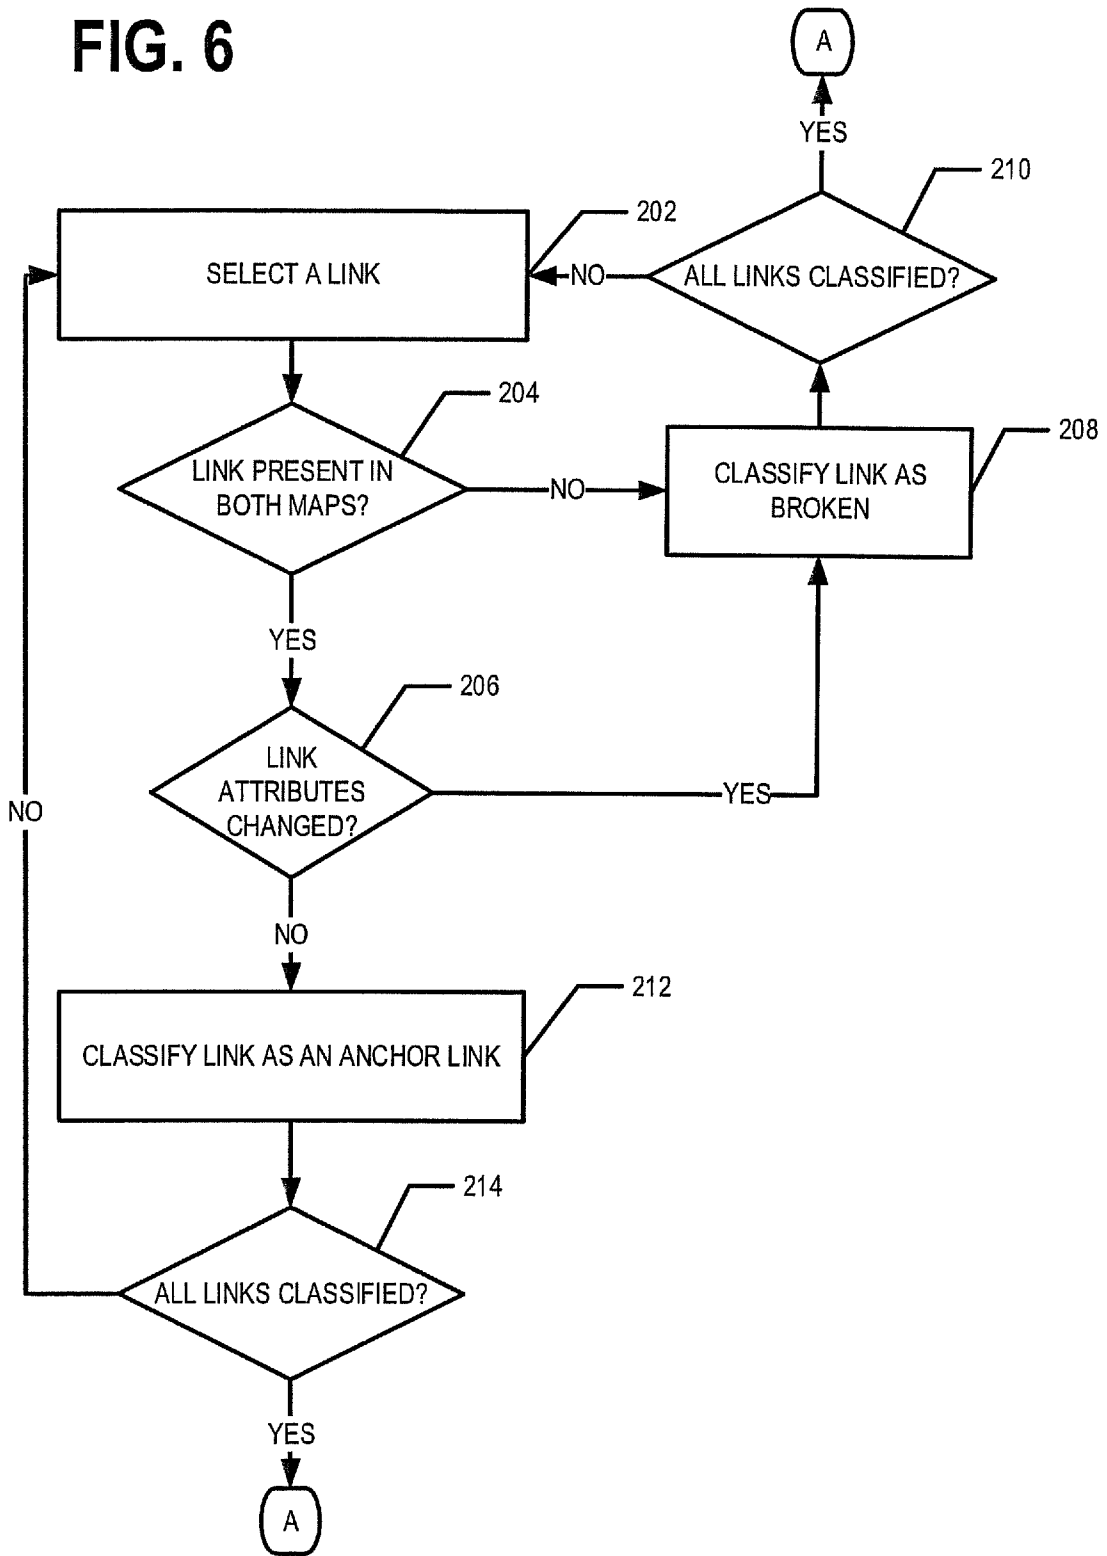 FIG. 6
A
YES
210
202
SELECT A LINK
NO
ALL LINKS CLASSIFIED?
204
208
LINK PRESENT IN
BOTH MAPS?
NO
CLASSIFY LINK AS
BROKEN
YES
206
LINK
ATTRIBUTES
CHANGED?
YES
NO
NO
212
CLASSIFY LINK AS AN ANCHOR LINK
214
ALL LINKS CLASSIFIED?
YES
A